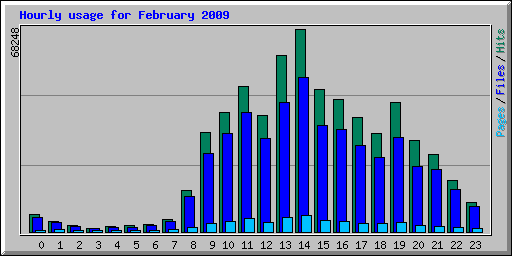 Hourly usage for February 2009
68248
Pages / Files / Hits
0 1 2 3 4 5 6 7 8 9 10 11 12 13 14 15 16 17 18 19 20 21 22 23